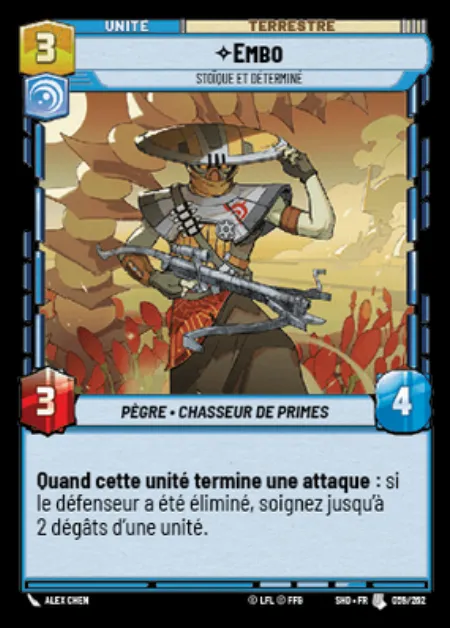 3
UNITÉ
TERRESTRE
EMBO
STOÏQUE ET DÉTERMINÉ
3
PÈGRE • CHASSEUR DE PRIMES
4
Quand cette unité termine une attaque : si
le défenseur a été éliminé, soignez jusqu'à
2 dégâts d'une unité.
ALEX CHEN
© LFL © FFG
SHD • FR
056/262